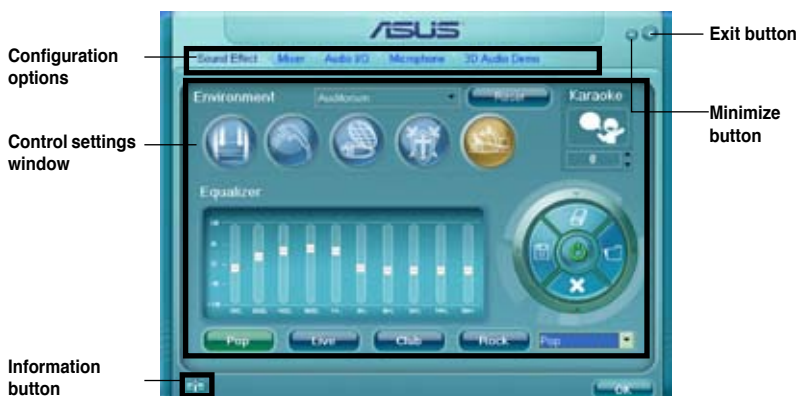 ASUS
Exit button
Configuration
options
Sound Effect Mixer Audio I/O Microphone 3D Audio Demo
Environment Auditorium Reset Karaoke
Minimize
button
Control settings
window
0
Equalizer
Pop Live Club Rock Pop
Information
button
OK